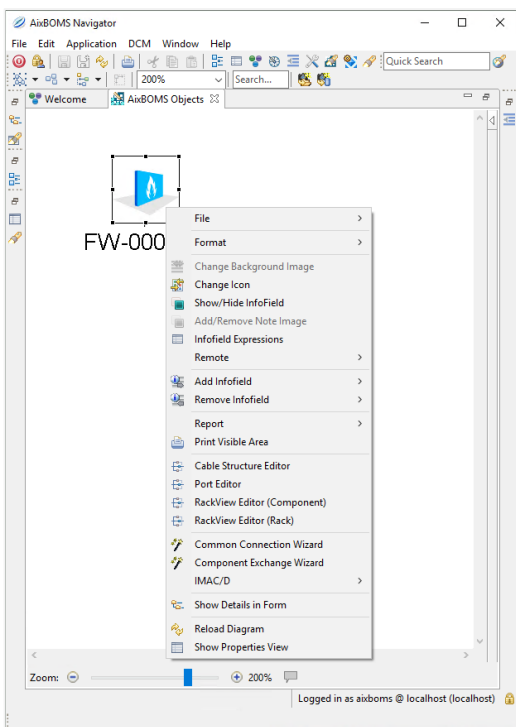 AixBOMS Navigator
File Edit Application DCM Window Help
Quick Search
200% Search...
Welcome AixBOMS Objects
FW-000
File
Format
Change Background Image
Change Icon
Show/Hide InfoField
Add/Remove Note Image
Infofield Expressions
Remote
Add Infofield
Remove Infofield
Report
Print Visible Area
Cable Structure Editor
Port Editor
RackView Editor (Component)
RackView Editor (Rack)
Common Connection Wizard
Component Exchange Wizard
IMAC/D
Show Details in Form
Reload Diagram
Show Properties View
Zoom: 200%
Logged in as aixboms @ localhost (localhost)